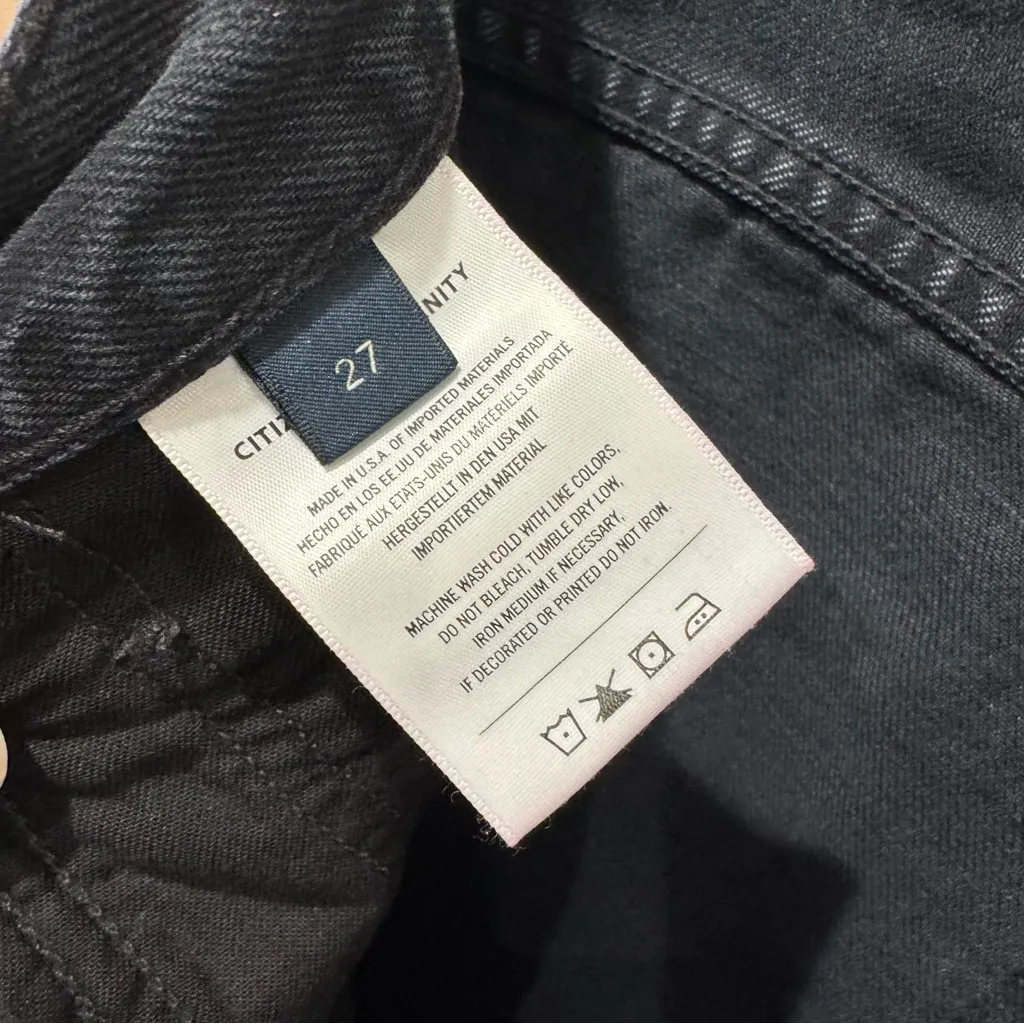 27
CITIZ NITY
MADE IN U.S.A. OF IMPORTED MATERIALS
HECHO EN LOS EE.UU DE MATERIALES IMPORTADA
FABRIQUÉ AUX ETATS-UNIS DU MATÉRIELS IMPORTÉ
HERGESTELLT IN DEN USA MIT
IMPORTIERTEM MATERIAL
MACHINE WASH COLD WITH LIKE COLORS,
DO NOT BLEACH, TUMBLE DRY LOW,
IRON MEDIUM IF NECESSARY,
IF DECORATED OR PRINTED DO NOT IRON.